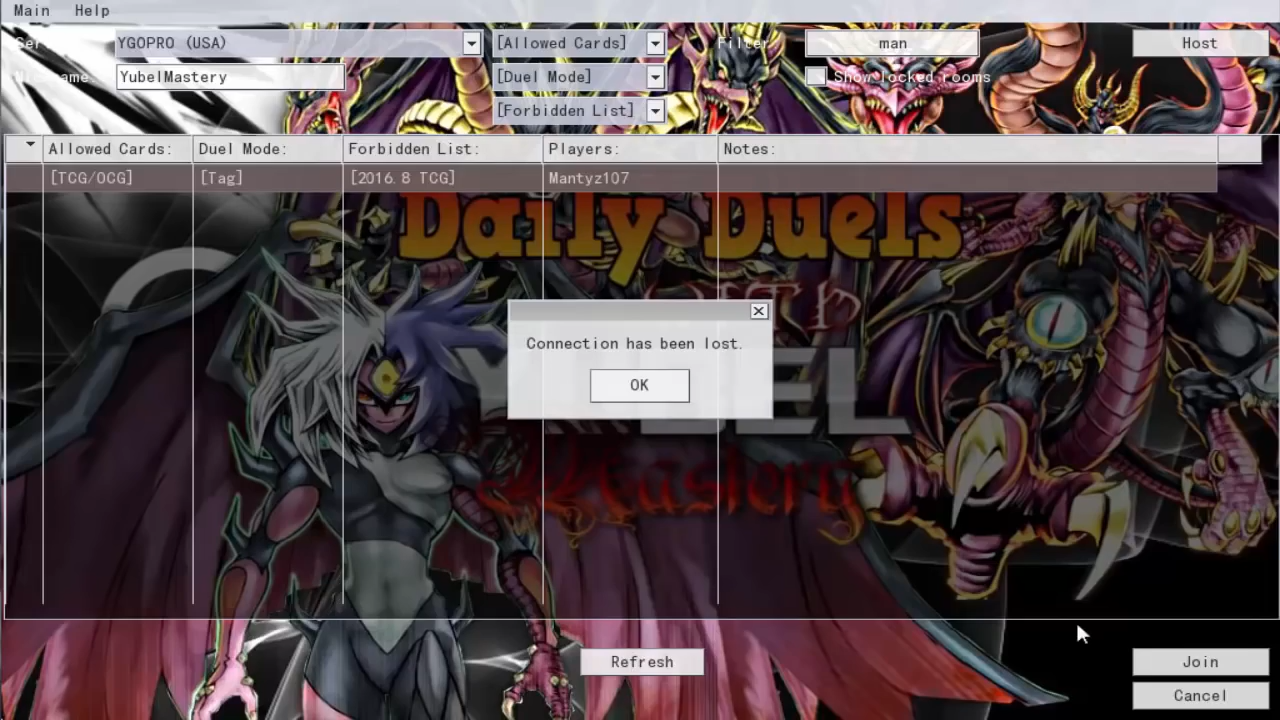 Main Help
YGOPRO (USA) [Allowed Cards] Filter man Host
YubelMastery [Duel Mode] Show locked rooms
[Forbidden List]
Allowed Cards: Duel Mode: Forbidden List: Players: Notes:
[TCG/OCG] [Tag] [2016.8 TCG] Mantyz107
Daily Duels
Connection has been lost.
OK
Mastery
Refresh
Join
Cancel